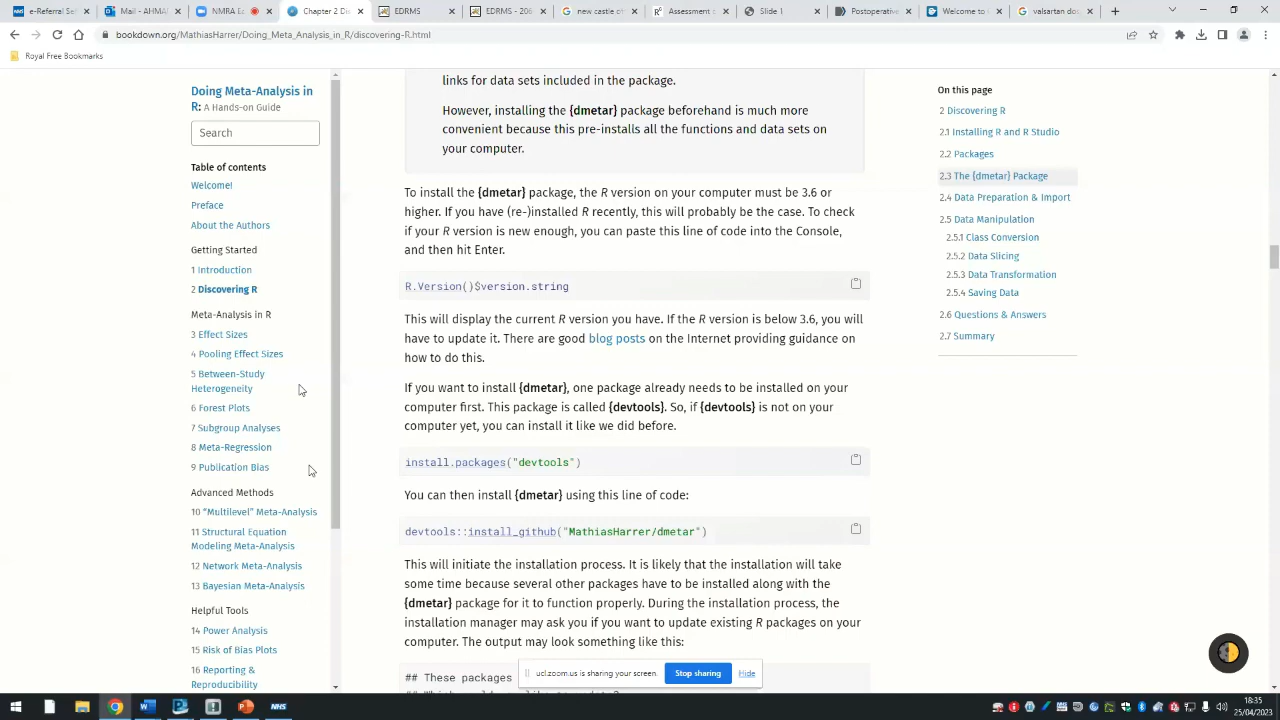 e-Referral Servi
Mail - AHMA
NMRA Ed
Chapter 2 Di
EDRMS
EDRMS - 206
new castle ott
Assessment o
Slide 1
Postoperative
Welcome to
valsartan dos
bookdown.org/MathiasHarrer/Doing_Meta_Analysis_in_R/discovering-R.html
Royal Free Bookmarks
Doing Meta-Analysis in
R: A Hands-on Guide
Search
Table of contents
Welcome!
Preface
About the Authors
Getting Started
1 Introduction
2 Discovering R
Meta-Analysis in R
3 Effect Sizes
4 Pooling Effect Sizes
5 Between-Study
Heterogeneity
6 Forest Plots
7 Subgroup Analyses
8 Meta-Regression
9 Publication Bias
Advanced Methods
10 “Multilevel” Meta-Analysis
11 Structural Equation
Modeling Meta-Analysis
12 Network Meta-Analysis
13 Bayesian Meta-Analysis
Helpful Tools
14 Power Analysis
15 Risk of Bias Plots
16 Reporting &
Reproducibility
links for data sets included in the package.
However, installing the {dmetar} package beforehand is much more
convenient because this pre-installs all the functions and data sets on
your computer.
To install the {dmetar} package, the R version on your computer must be 3.6 or
higher. If you have (re-)installed R recently, this will probably be the case. To check
if your R version is new enough, you can paste this line of code into the Console,
and then hit Enter.
R.Version()$version.string
This will display the current R version you have. If the R version is below 3.6, you will
have to update it. There are good blog posts on the Internet providing guidance on
how to do this.
If you want to install {dmetar}, one package already needs to be installed on your
computer first. This package is called {devtools}. So, if {devtools} is not on your
computer yet, you can install it like we did before.
install.packages("devtools")
You can then install {dmetar} using this line of code:
devtools::install_github("MathiasHarrer/dmetar")
This will initiate the installation process. It is likely that the installation will take
some time because several other packages have to be installed along with the
{dmetar} package for it to function properly. During the installation process, the
installation manager may ask you if you want to update existing R packages on your
computer. The output may look something like this:
## These packages
On this page
2 Discovering R
2.1 Installing R and R Studio
2.2 Packages
2.3 The {dmetar} Package
2.4 Data Preparation & Import
2.5 Data Manipulation
2.5.1 Class Conversion
2.5.2 Data Slicing
2.5.3 Data Transformation
2.5.4 Saving Data
2.6 Questions & Answers
2.7 Summary
ucl.zoom.us is sharing your screen.
Stop sharing
Hide
NHS
18:35
25/04/2023